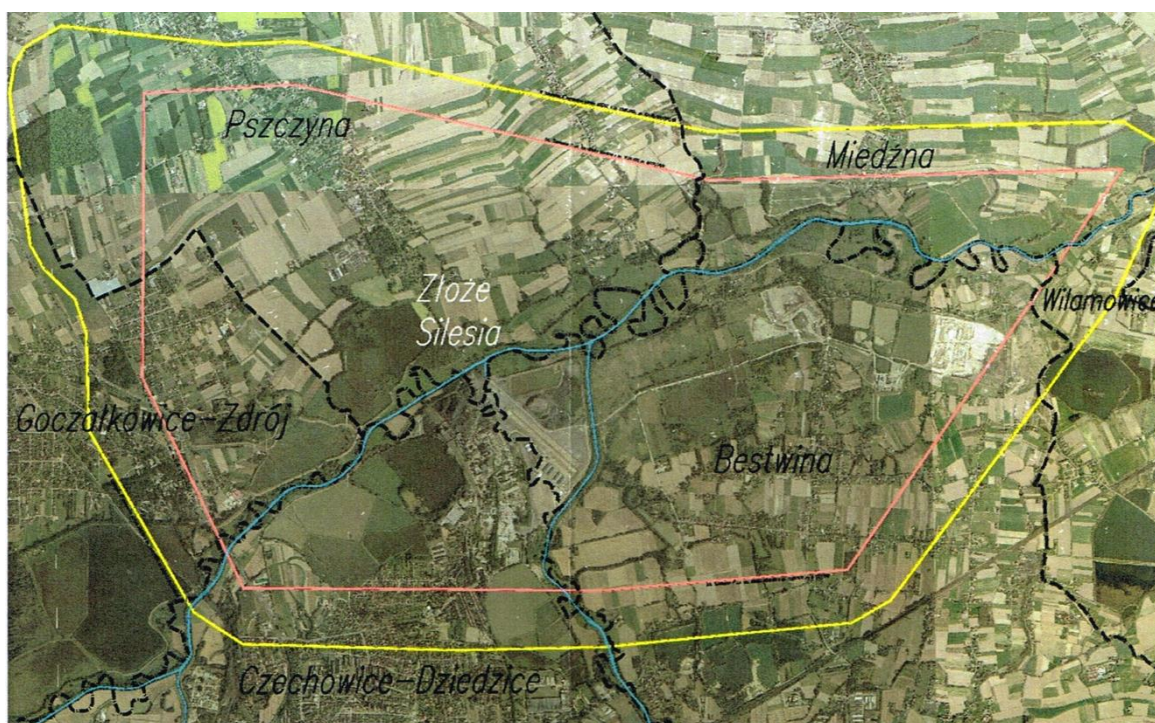 Pszczyna
Miedźna
Złoże
Silesia
Wilamowice
Goczałkowice-Zdrój
Bestwina
Czechowice-Dziedzice